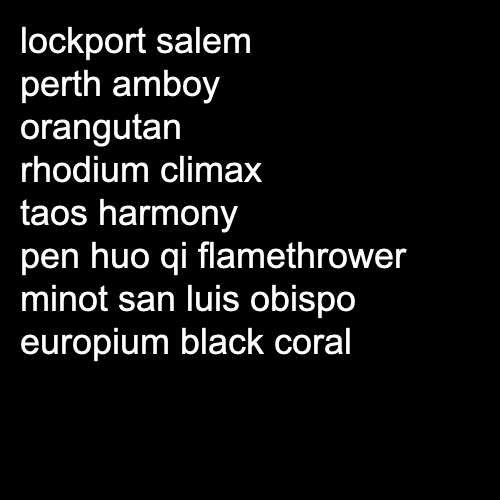 lockport salem
perth amboy
orangutan
rhodium climax
taos harmony
pen huo qi flamethrower
minot san luis obispo
europium black coral